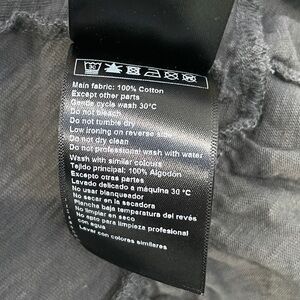 Main fabric: 100% Cotton
Except other parts
Gentle cycle wash 30°C
Do not bleach
Do not tumble dry
Low ironing on reverse side
Do not dry clean
Do not professional wash with water
Wash with similar colours
Tejido principal: 100% Algodón
Excepto otras partes
Lavado delicado a máquina 30 °C
No usar blanqueador
No secar en la secadora
Plancha baja temperatura del revés
No limpiar en seco
No apto para limpieza profesional
con agua
Lavar con colores similares